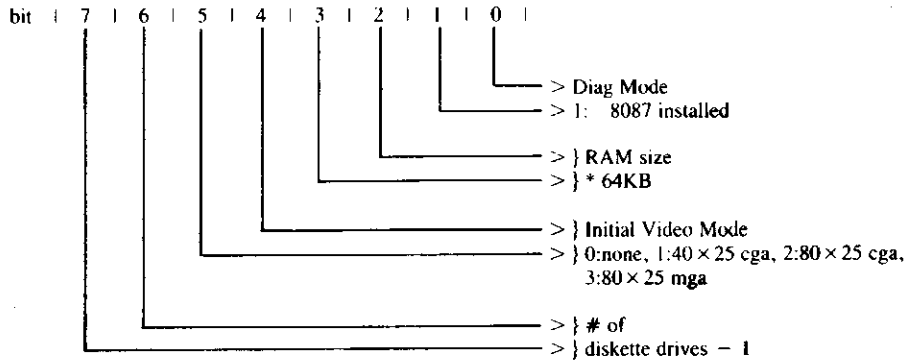 bit | 7 | 6 | 5 | 4 | 3 | 2 | 1 | 0 |
> Diag Mode
> 1: 8087 installed
> } RAM size
> } * 64KB
> } Initial Video Mode
> } 0:none, 1:40 × 25 cga, 2:80 × 25 cga,
3:80 × 25 mga
> } # of
> } diskette drives − 1